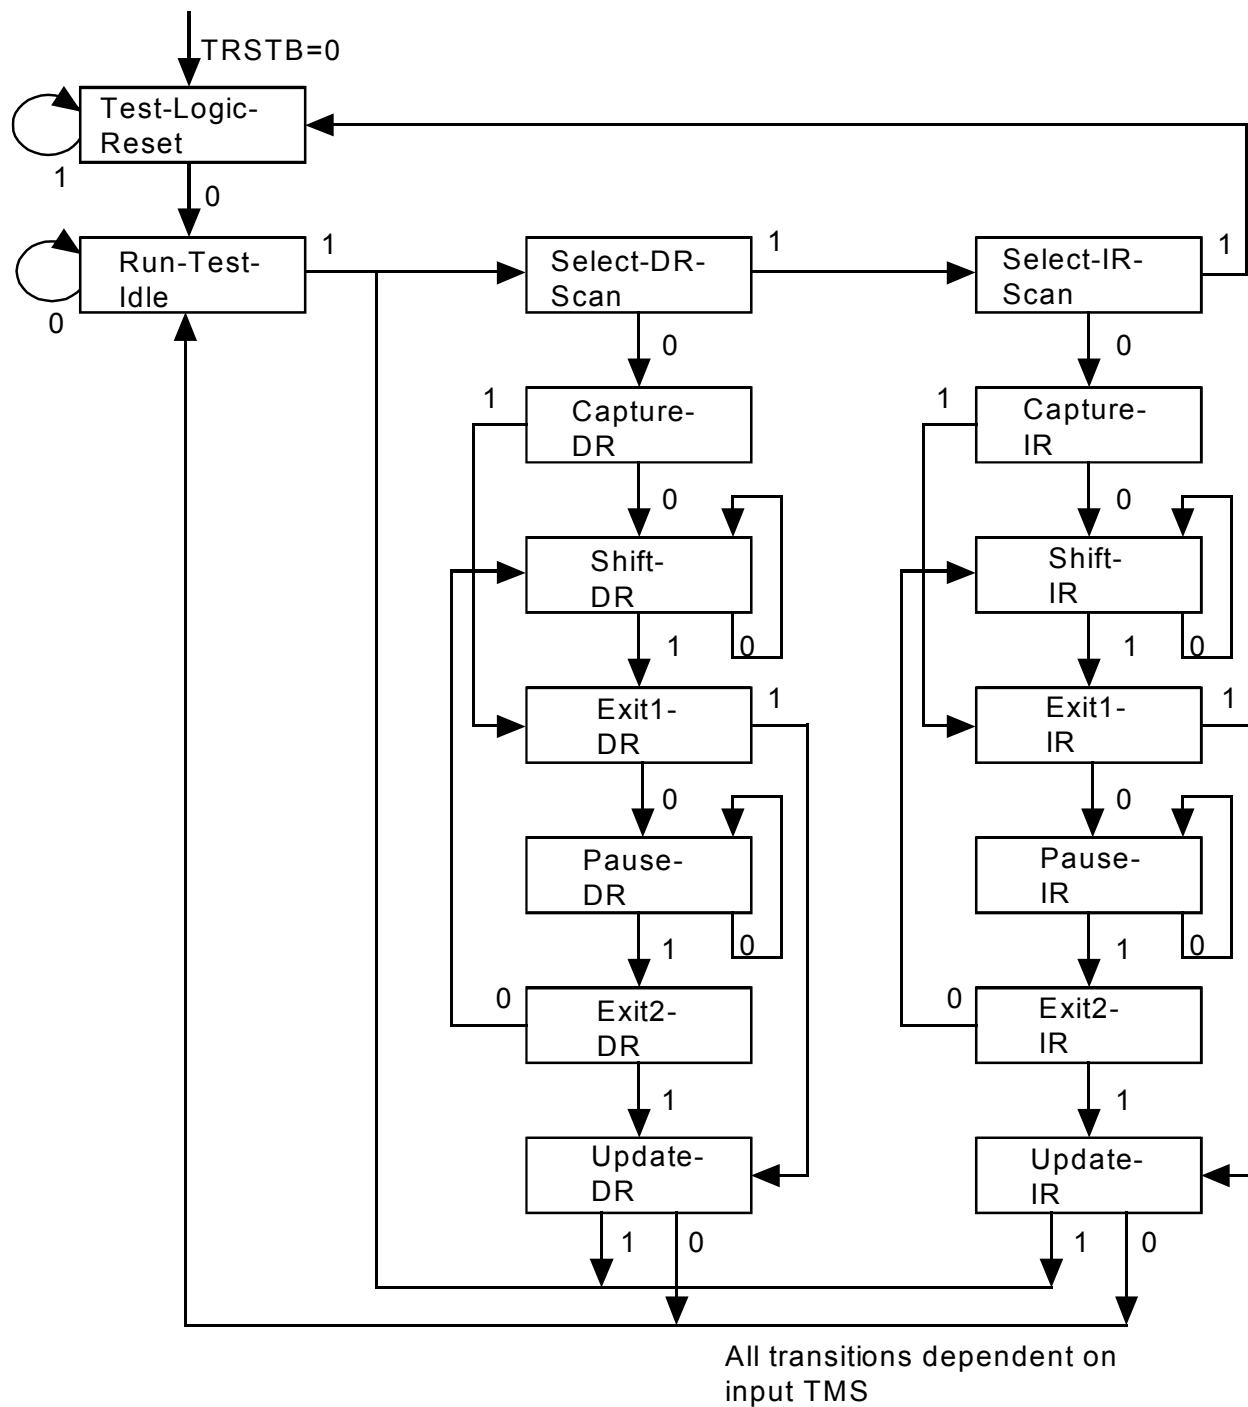 TRSTB=0
Test-Logic-
Reset
1
0
Run-Test-
Idle
0
1
Select-DR-
Scan
1
Select-IR-
Scan
1
0
0
1
Capture-
DR
1
Capture-
IR
0
0
Shift-
DR
Shift-
IR
1
0
1
0
Exit1-
DR
1
Exit1-
IR
1
0
0
Pause-
DR
Pause-
IR
1
0
1
0
0
Exit2-
DR
0
Exit2-
IR
1
1
Update-
DR
Update-
IR
1
0
1
0
All transitions dependent on
input TMS